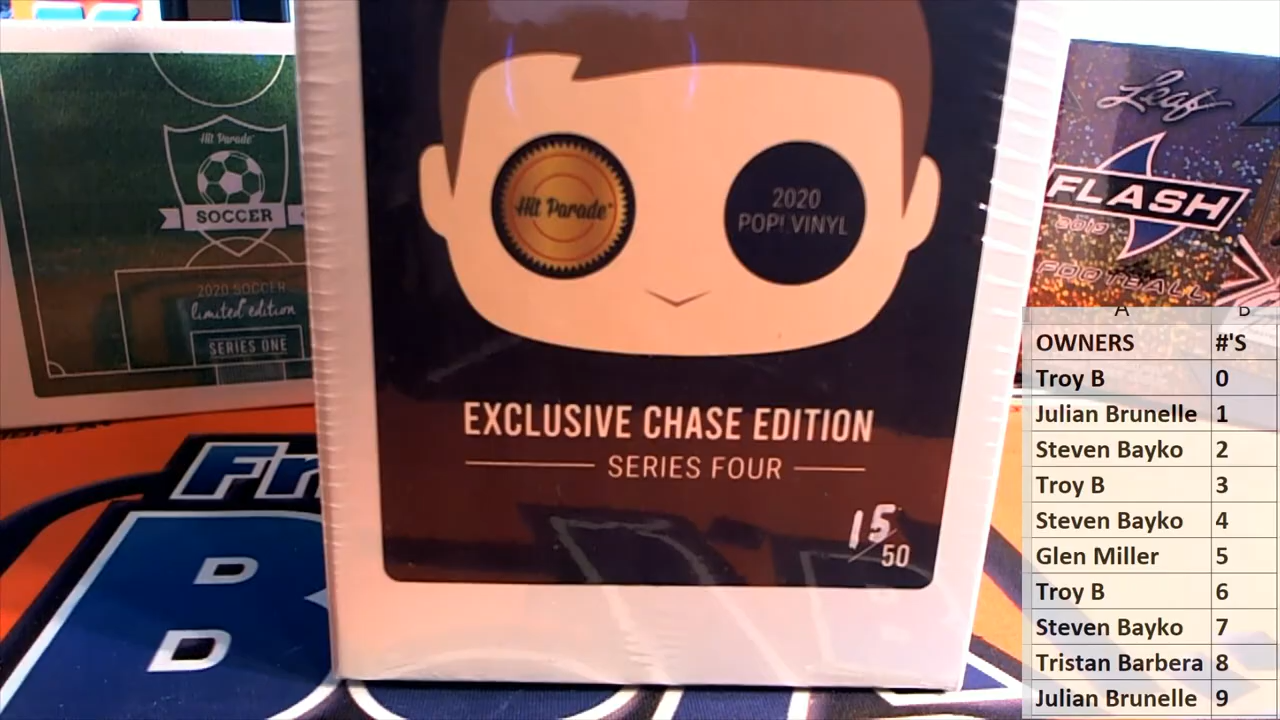 Hit Parade
SOCCER
2020 SOCCER
limited edition
SERIES ONE
Hit Parade
2020
POP! VINYL
EXCLUSIVE CHASE EDITION
SERIES FOUR
15/50
Leaf
FLASH
2019
FOOTBALL
A B
OWNERS #'S
Troy B 0
Julian Brunelle 1
Steven Bayko 2
Troy B 3
Steven Bayko 4
Glen Miller 5
Troy B 6
Steven Bayko 7
Tristan Barbera 8
Julian Brunelle 9